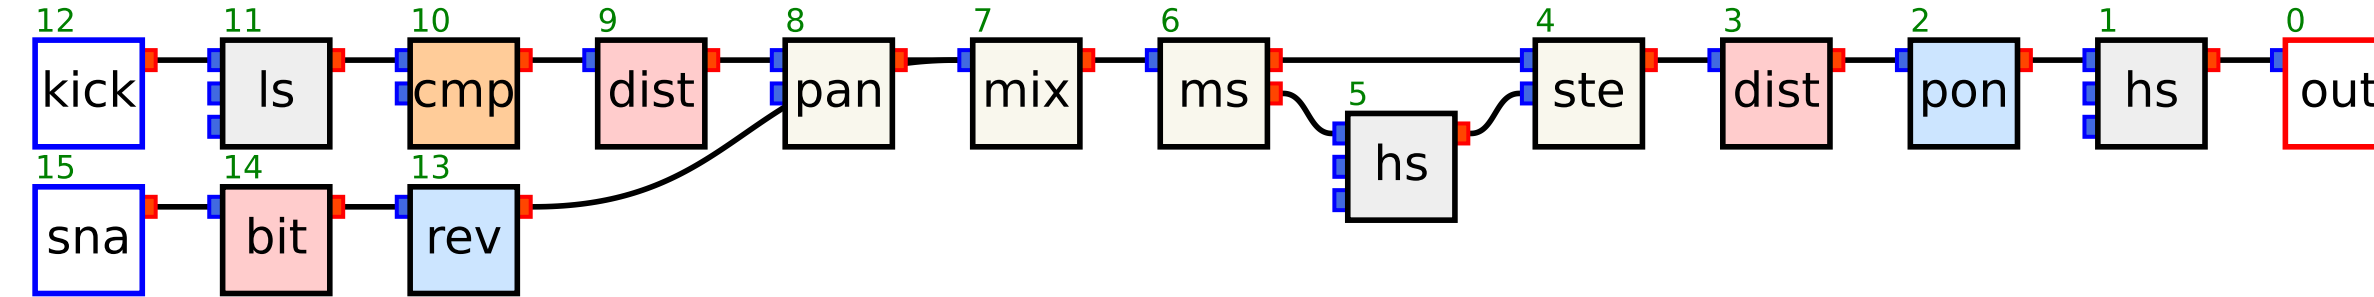 12 11 10 9 8 7 6 4 3 2 1 0
kick ls cmp dist pan mix ms ste dist pon hs out
5
hs
15 14 13
sna bit rev